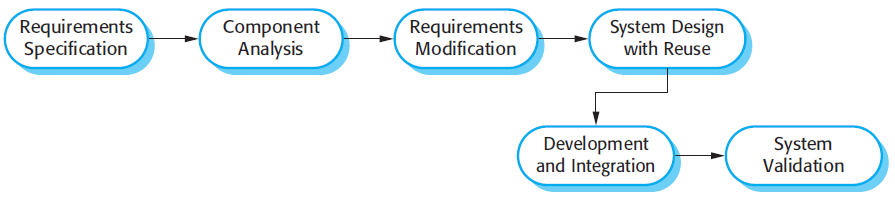 Requirements
Specification
Component
Analysis
Requirements
Modification
System Design
with Reuse
Development
and Integration
System
Validation